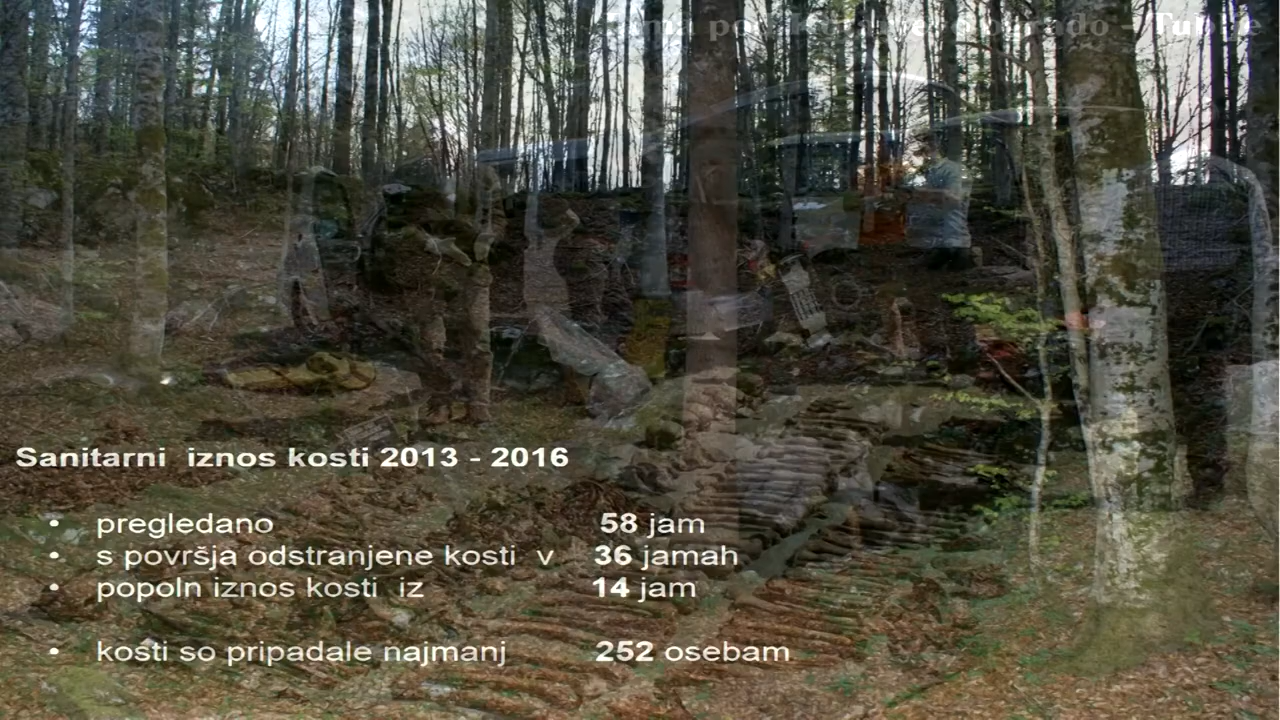 Sanitarni iznos kosti 2013 - 2016
• pregledano 58 jam
• s površja odstranjene kosti v 36 jamah
• popoln iznos kosti iz 14 jam
• kosti so pripadale najmanj 252 osebam